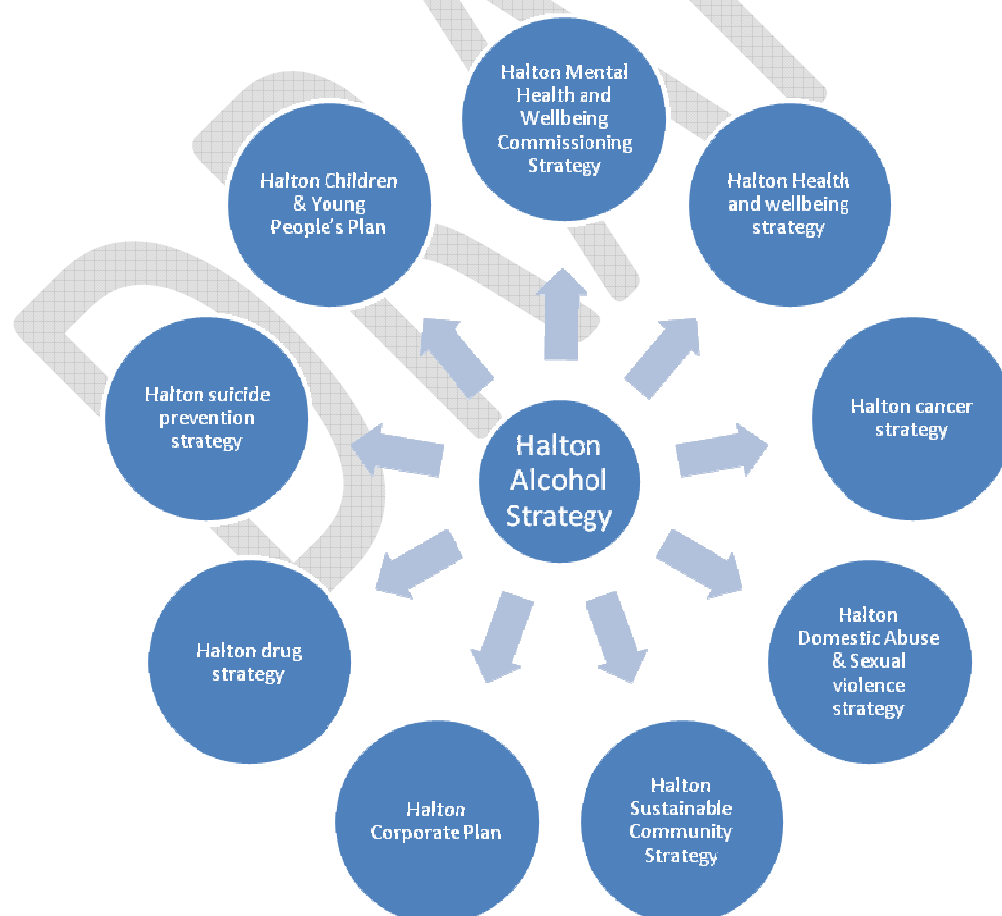 Halton Mental
Health and
Wellbeing
Commissioning
Strategy
Halton Health
and wellbeing
strategy
Halton cancer
strategy
Halton
Domestic Abuse
& Sexual
violence
strategy
Halton
Sustainable
Community
Strategy
Halton
Corporate Plan
Halton drug
strategy
Halton suicide
prevention
strategy
Halton Children
& Young
People's Plan
Halton
Alcohol
Strategy